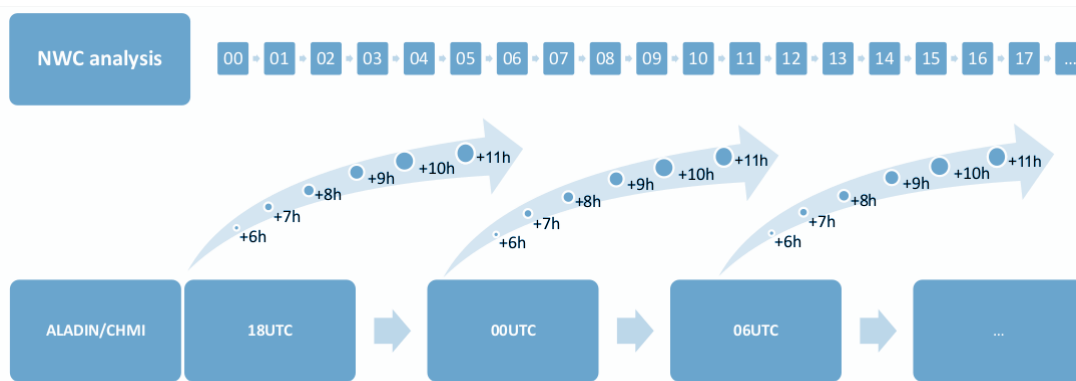 NWC analysis
00 01 02 03 04 05 06 07 08 09 10 11 12 13 14 15 16 17 ...
+6h +7h +8h +9h +10h +11h
+6h +7h +8h +9h +10h +11h
+6h +7h +8h +9h +10h +11h
ALADIN/CHMI 18UTC 00UTC 06UTC ...